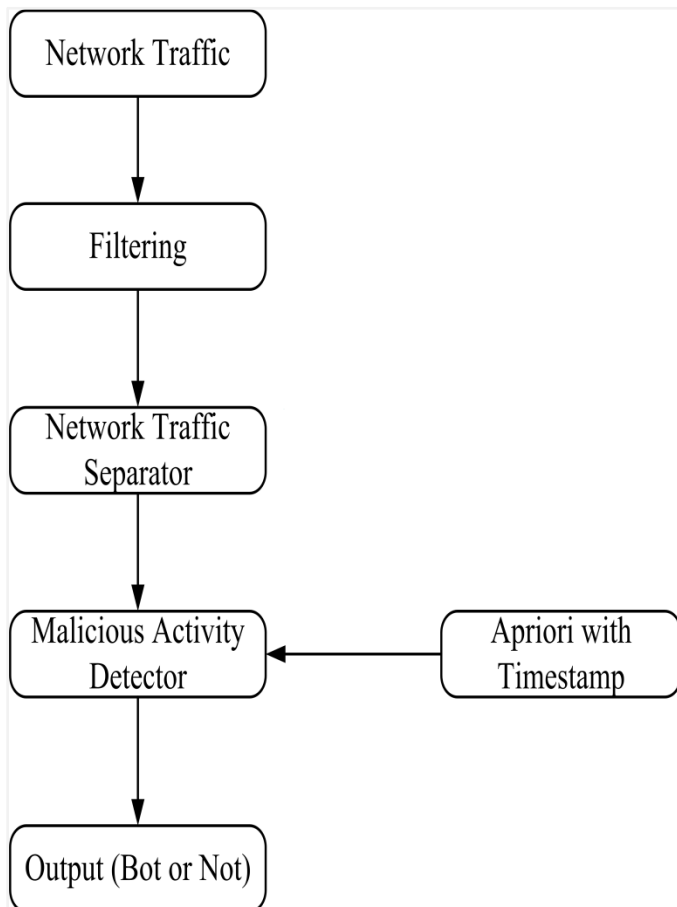 Network Traffic
Filtering
Network Traffic
Separator
Malicious Activity
Detector
Apriori with
Timestamp
Output (Bot or Not)